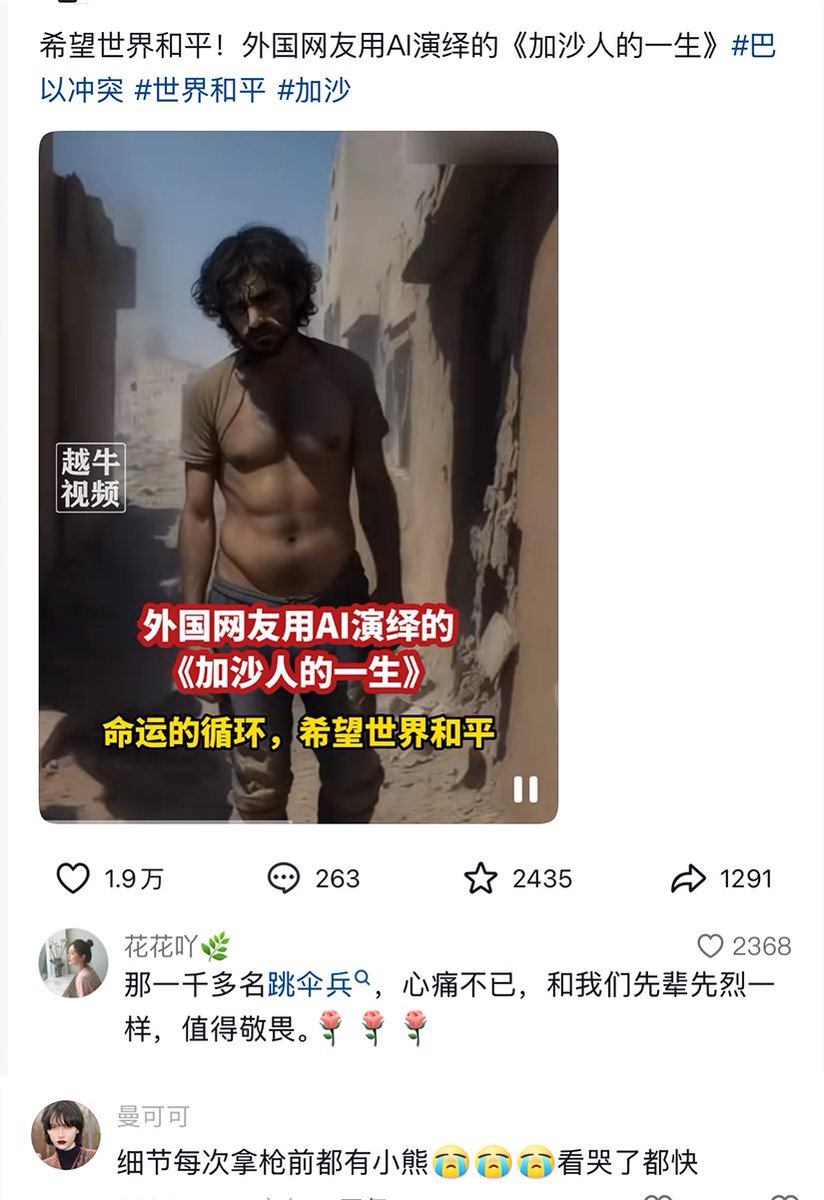 希望世界和平！外国网友用AI演绎的《加沙人的一生》#巴
以冲突 #世界和平 #加沙
越牛
视频
外国网友用AI演绎的
《加沙人的一生》
命运的循环，希望世界和平
1.9万 263 2435 1291
花花吖🌿 2368
那一千多名跳伞兵，心痛不已，和我们先辈先烈一
样，值得敬畏。🌹🌹🌹
曼可可
细节每次拿枪前都有小熊😭😭😭看哭了都快